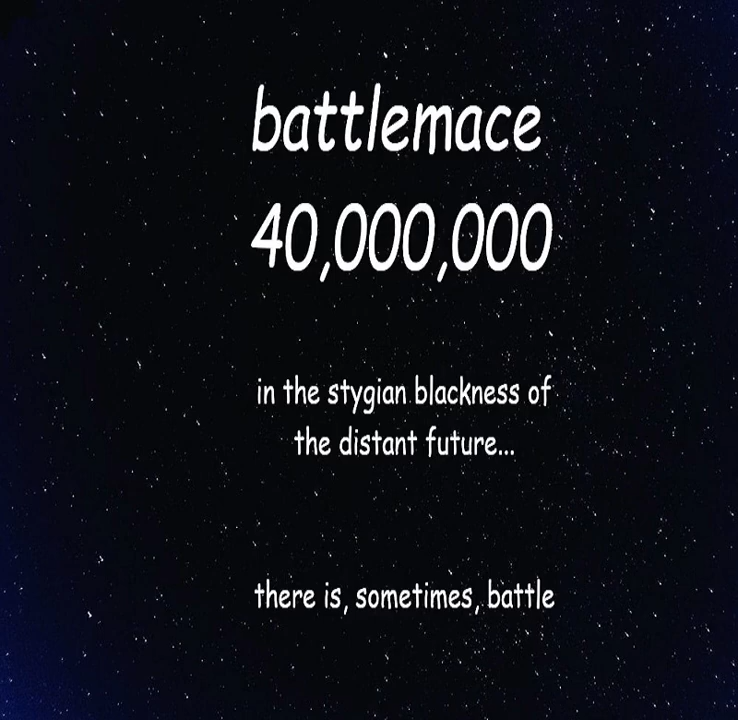 battlemace
40,000,000
in the stygian blackness of
the distant future...
there is, sometimes, battle